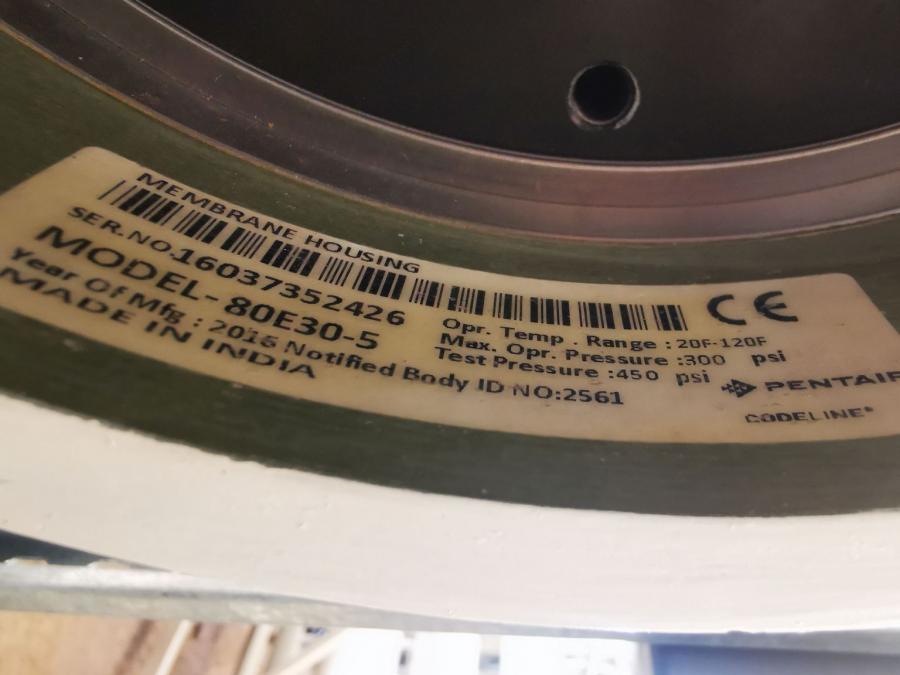 MEMBRANE HOUSING
SER.NO.16037352426
MODEL- 80E30-5
Year Of Mfg : 2016 Notified Body ID NO:2561
MADE IN INDIA
Opr. Temp . Range : 20F-120F
Max. Opr. Pressure :300 psi
Test Pressure :450 psi
CE
PENTAIR
CODELINE®